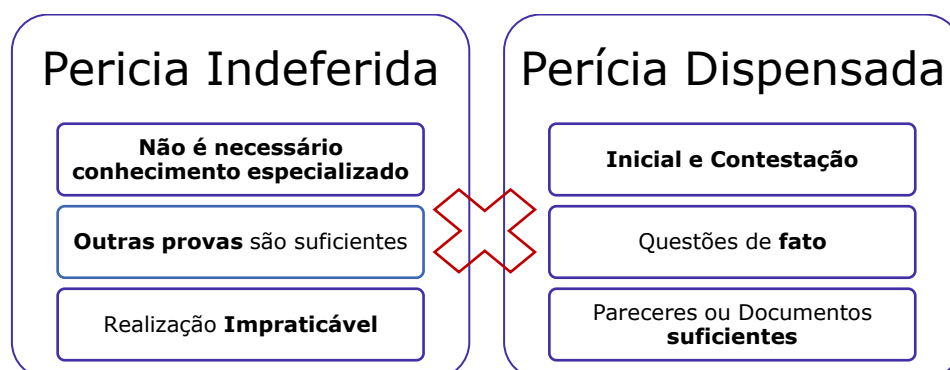 Pericia Indeferida
Não é necessário
conhecimento especializado
Outras provas são suficientes
Realização Impraticável
Perícia Dispensada
Inicial e Contestação
Questões de fato
Pareceres ou Documentos
suficientes